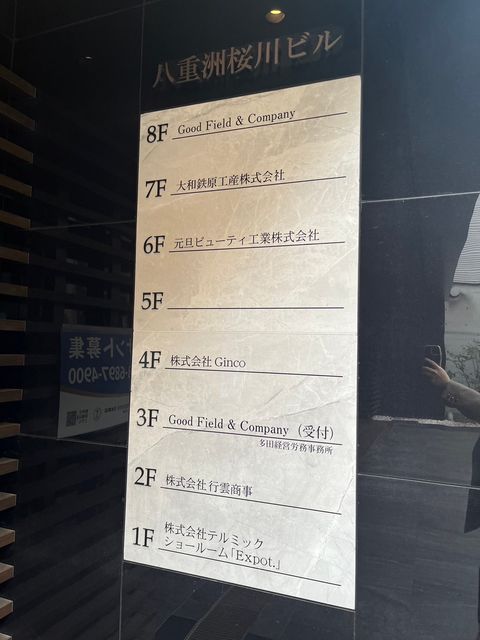 八重洲桜川ビル
8F Good Field & Company
7F 大和鉄原工産株式会社
6F 元旦ビューティ工業株式会社
5F
4F 株式会社 Ginco
3F Good Field & Company (受付)
多田経営労務事務所
2F 株式会社 行雲商事
1F 株式会社テルミック
ショールーム「Expot.」
ント募集
6897-4900